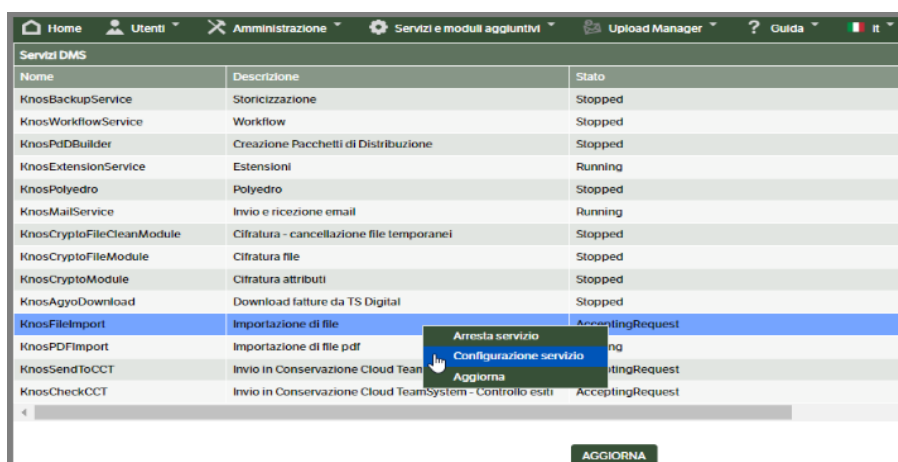 Home Utenti Amministrazione Servizi e moduli aggiuntivi Upload Manager ? Guida It
Servizi DMS
Nome Descrizione Stato
KnosBackupService Storicizzazione Stopped
KnosWorkflowService Workflow Stopped
KnosPdDBuilder Creazione Pacchetti di Distribuzione Stopped
KnosExtensionService Estensioni Running
KnosPolyedro Polyedro Stopped
KnosMailService Invio e ricezione email Running
KnosCryptoFileCleanModule Cifratura - cancellazione file temporanei Stopped
KnosCryptoFileModule Cifratura file Stopped
KnosCryptoModule Cifratura attributi Stopped
KnosAgyoDownload Download fatture da TS Digital Stopped
KnosFileImport Importazione di file AcceptingRequest
Arresta servizio
KnosPDFImport Importazione di file pdf ng
Configurazione servizio
KnosSendToCCT Invio in Conservazione Cloud Tean tingRequest
Aggiorna
KnosCheckCCT Invio in Conservazione Cloud TeamSystem - Controllo esiti AcceptingRequest
AGGIORNA